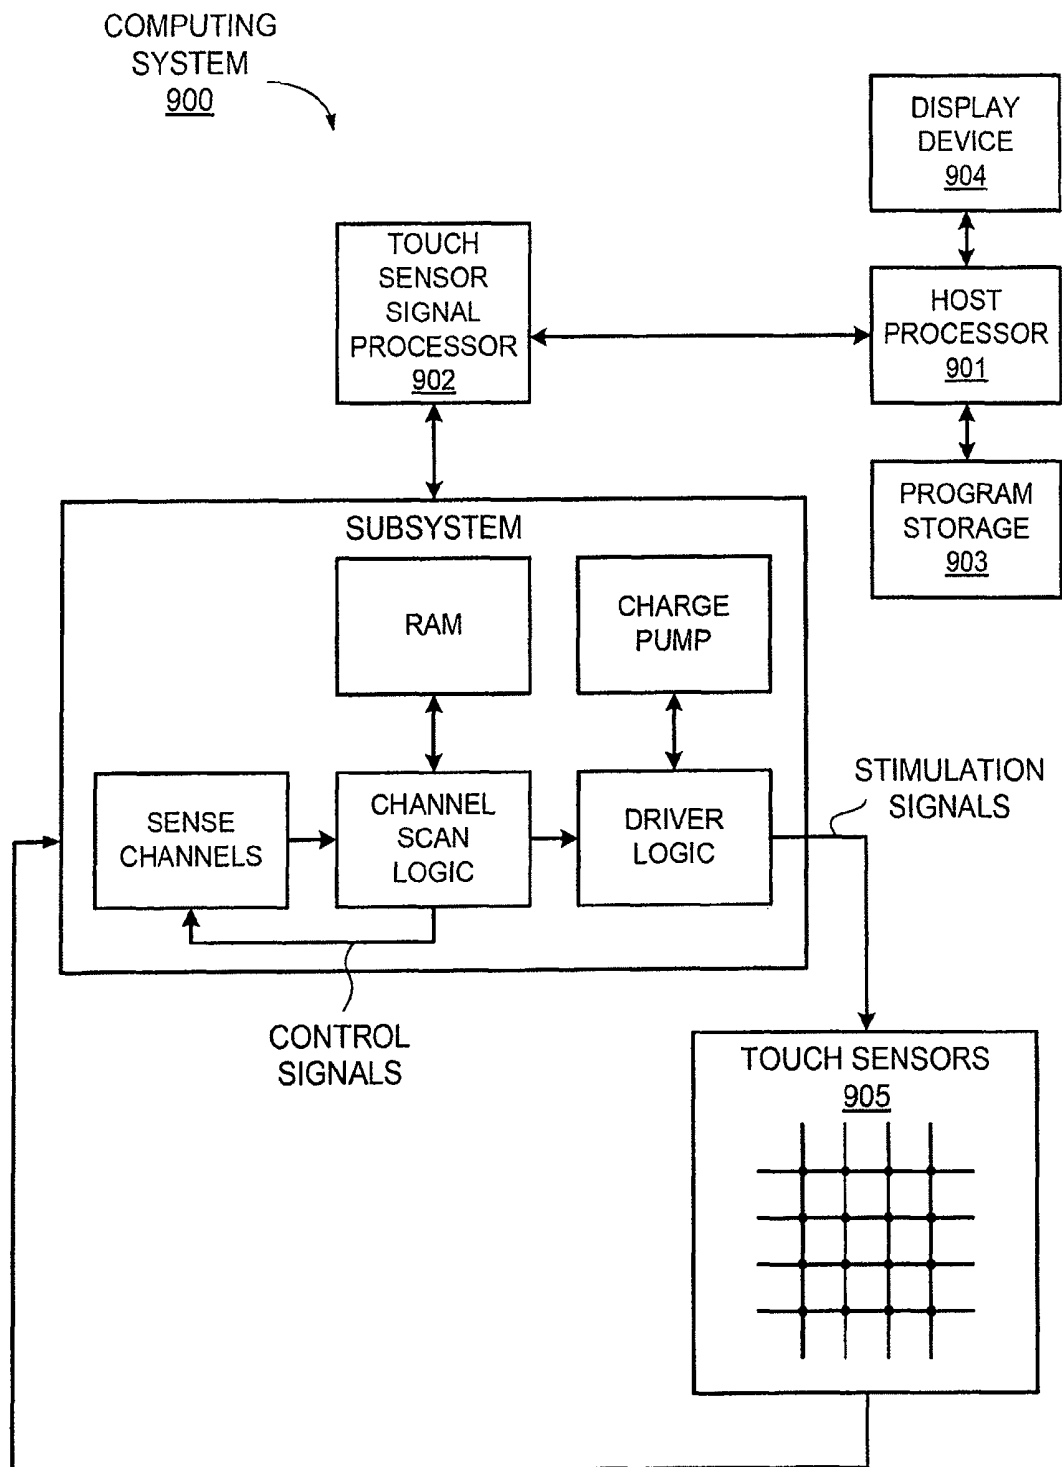 COMPUTING
SYSTEM
900
DISPLAY
DEVICE
904
TOUCH
SENSOR
SIGNAL
PROCESSOR
902
HOST
PROCESSOR
901
PROGRAM
STORAGE
903
SUBSYSTEM
RAM
CHARGE
PUMP
SENSE
CHANNELS
CHANNEL
SCAN
LOGIC
DRIVER
LOGIC
STIMULATION
SIGNALS
CONTROL
SIGNALS
TOUCH SENSORS
905